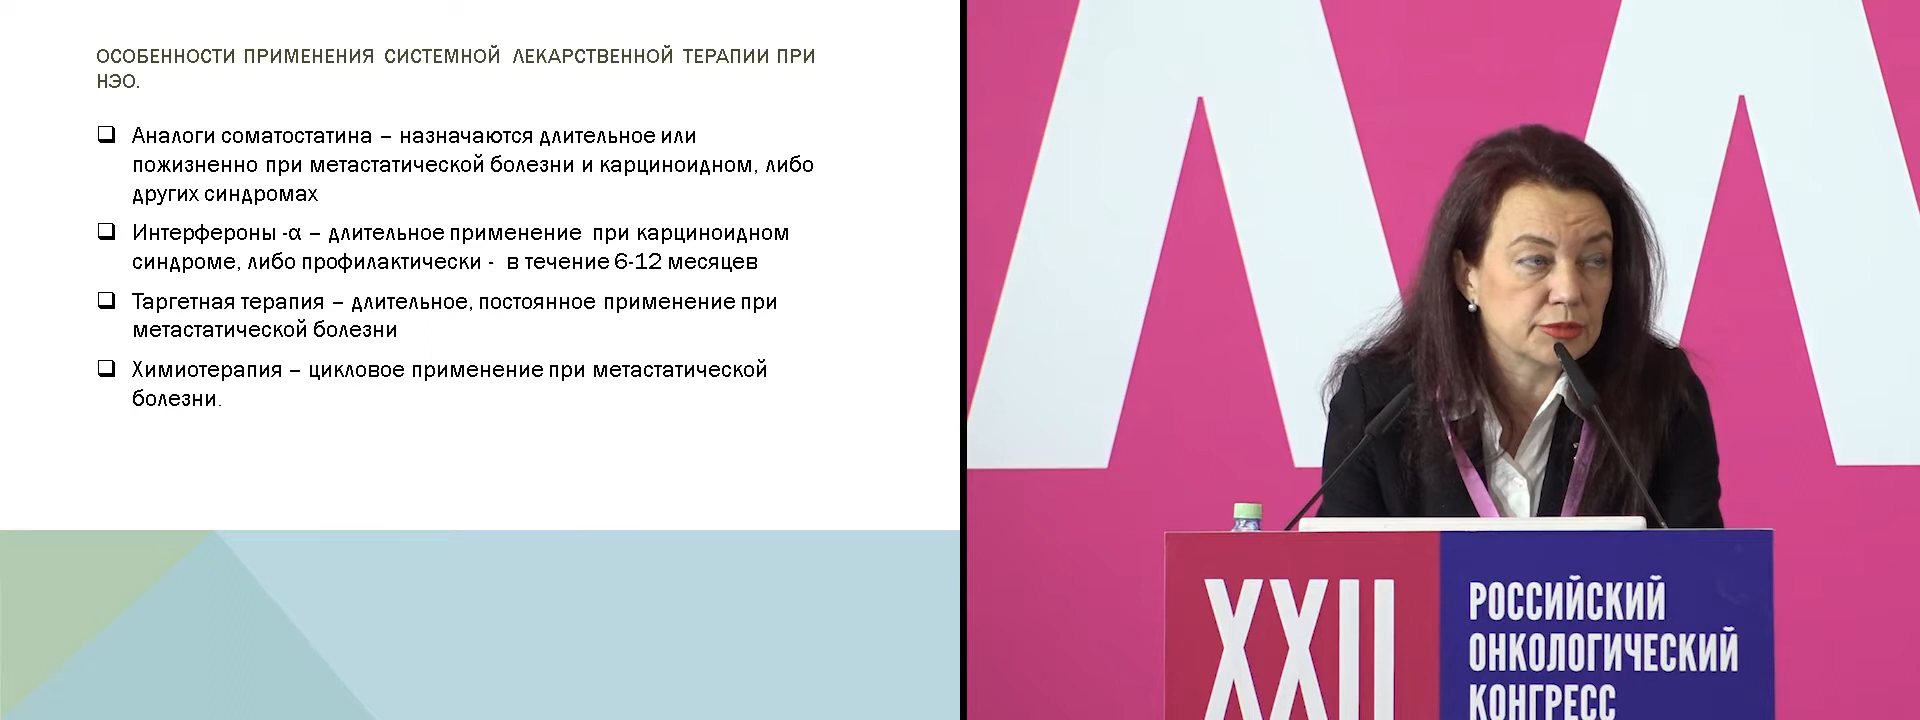 ОСОБЕННОСТИ ПРИМЕНЕНИЯ СИСТЕМНОЙ ЛЕКАРСТВЕННОЙ ТЕРАПИИ ПРИ
НЭО.
Аналоги соматостатина – назначаются длительное или
пожизненно при метастатической болезни и карциноидном, либо
других синдромах
Интерфероны -α – длительное применение при карциноидном
синдроме, либо профилактически - в течение 6-12 месяцев
Таргетная терапия – длительное, постоянное применение при
метастатической болезни
Химиотерапия – цикловое применение при метастатической
болезни.
XXII
РОССИЙСКИЙ
ОНКОЛОГИЧЕСКИЙ
КОНГРЕСС